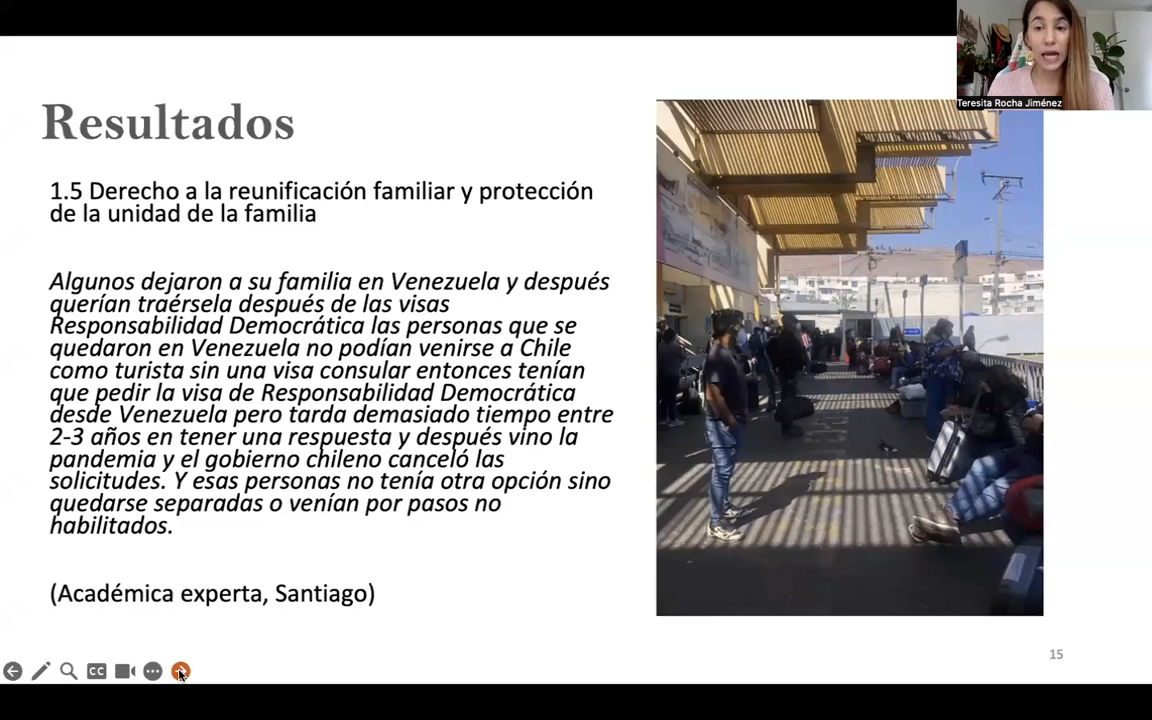 Teresita Rocha Jiménez
Resultados
1.5 Derecho a la reunificación familiar y protección
de la unidad de la familia
Algunos dejaron a su familia en Venezuela y después
querían traérsela después de las visas
Responsabilidad Democrática las personas que se
quedaron en Venezuela no podían venirse a Chile
como turista sin una visa consular entonces tenían
que pedir la visa de Responsabilidad Democrática
desde Venezuela pero tarda demasiado tiempo entre
2-3 años en tener una respuesta y después vino la
pandemia y el gobierno chileno canceló las
solicitudes. Y esas personas no tenía otra opción sino
quedarse separadas o venían por pasos no
habilitados.
(Académica experta, Santiago)
15
CC